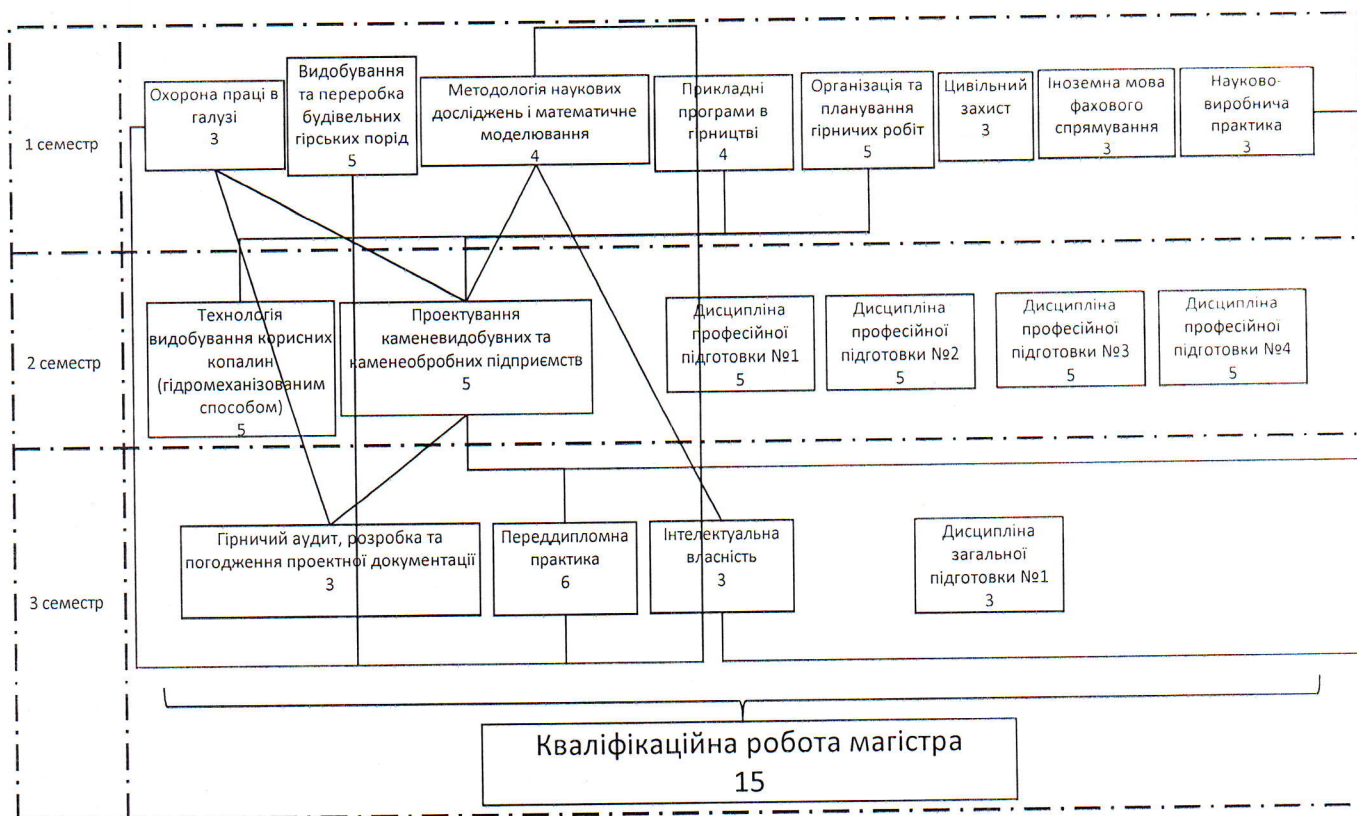 1 семестр
Охорона праці в
галузі
3
Видобування
та переробка
будівельних
гірських порід
5
Методологія наукових
досліджень і математичне
моделювання
4
Прикладні
програми в
гірництві
4
Організація та
планування
гірничих робіт
5
Цивільний
захист
3
Іноземна мова
фахового
спрямування
3
Науково-
виробнича
практика
3
2 семестр
Технологія
видобування корисних
копалин
(гідромеханізованим
способом)
5
Проектування
каменевидобувних та
каменеобробних підприємств
5
Дисципліна
професійної
підготовки №1
5
Дисципліна
професійної
підготовки №2
5
Дисципліна
професійної
підготовки №3
5
Дисципліна
професійної
підготовки №4
5
3 семестр
Гірничий аудит, розробка та
погодження проектної документації
3
Переддипломна
практика
6
Інтелектуальна
власність
3
Дисципліна
загальної
підготовки №1
3
Кваліфікаційна робота магістра
15